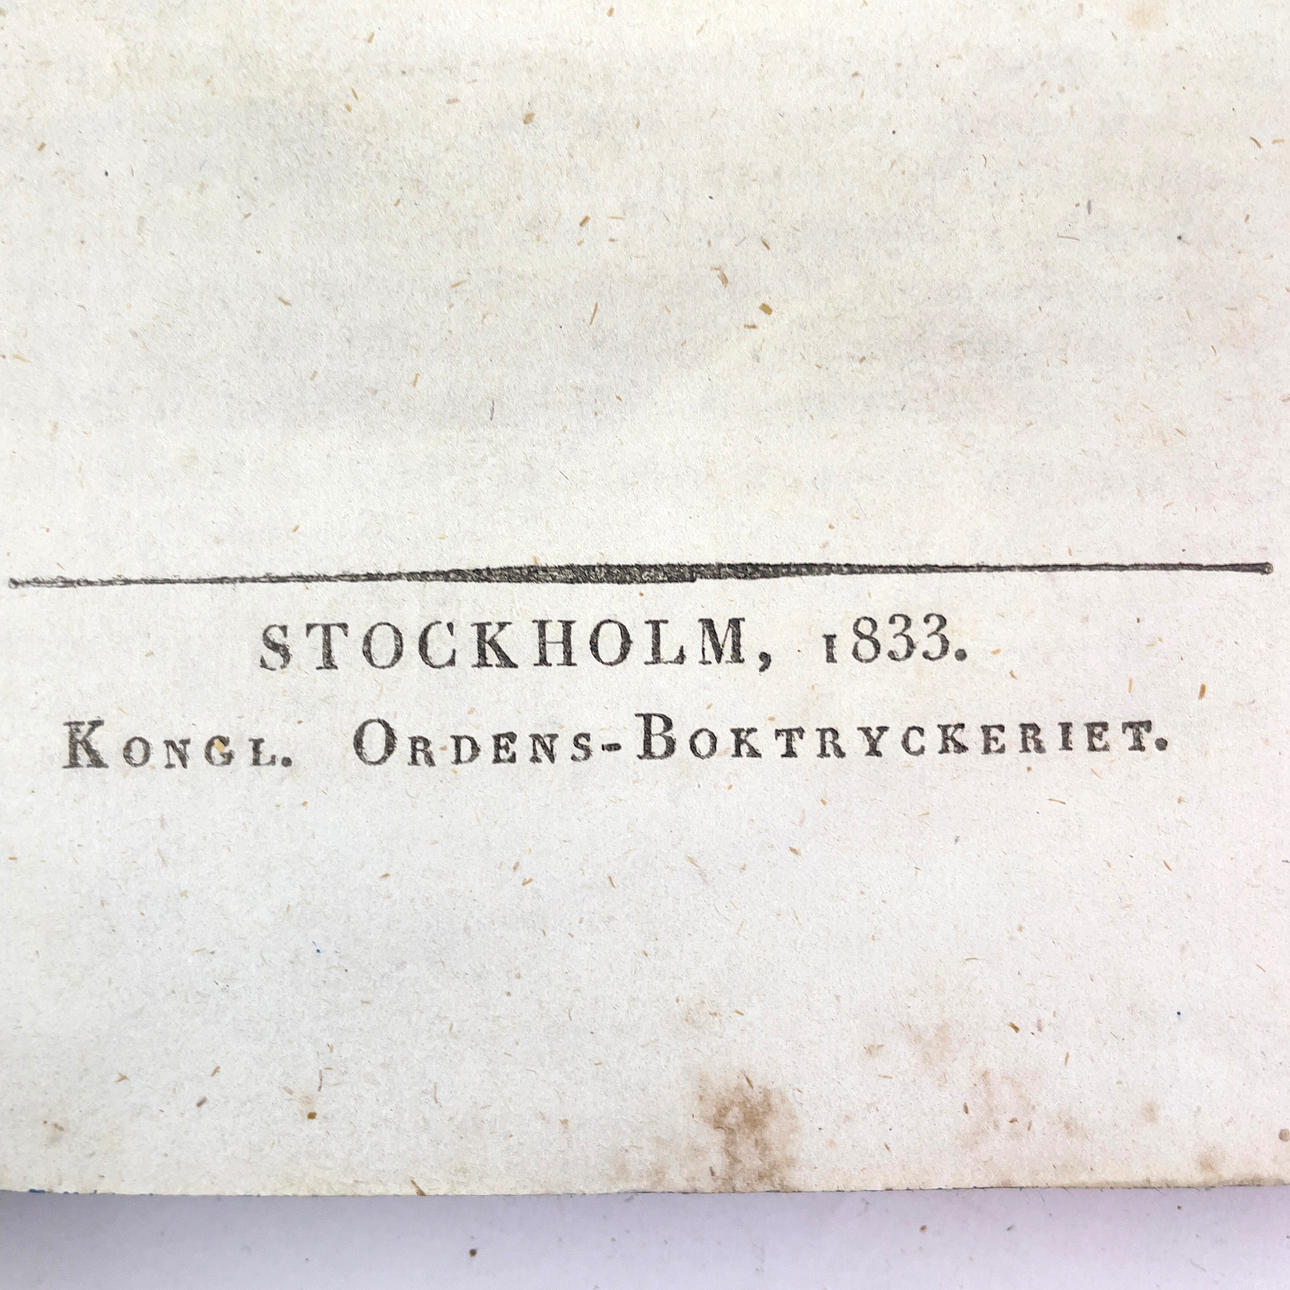 STOCKHOLM, 1833.
KONGL. ORDENS-BOKTRYCKERIET.